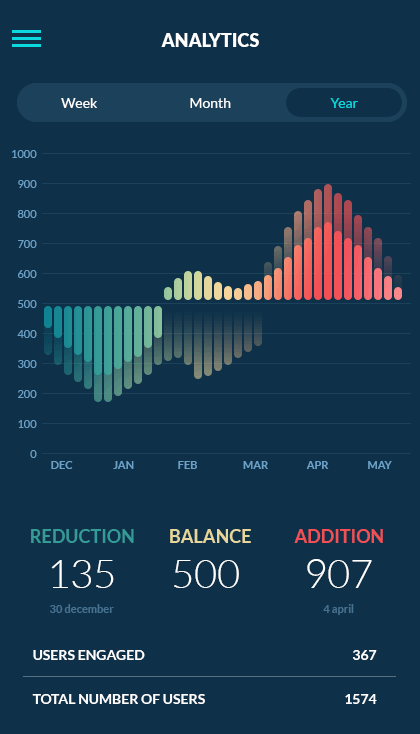 ANALYTICS
Week Month Year
1000
900
800
700
600
500
400
300
200
100
0
DEC JAN FEB MAR APR MAY
REDUCTION BALANCE ADDITION
135 500 907
30 december 4 april
USERS ENGAGED 367
TOTAL NUMBER OF USERS 1574